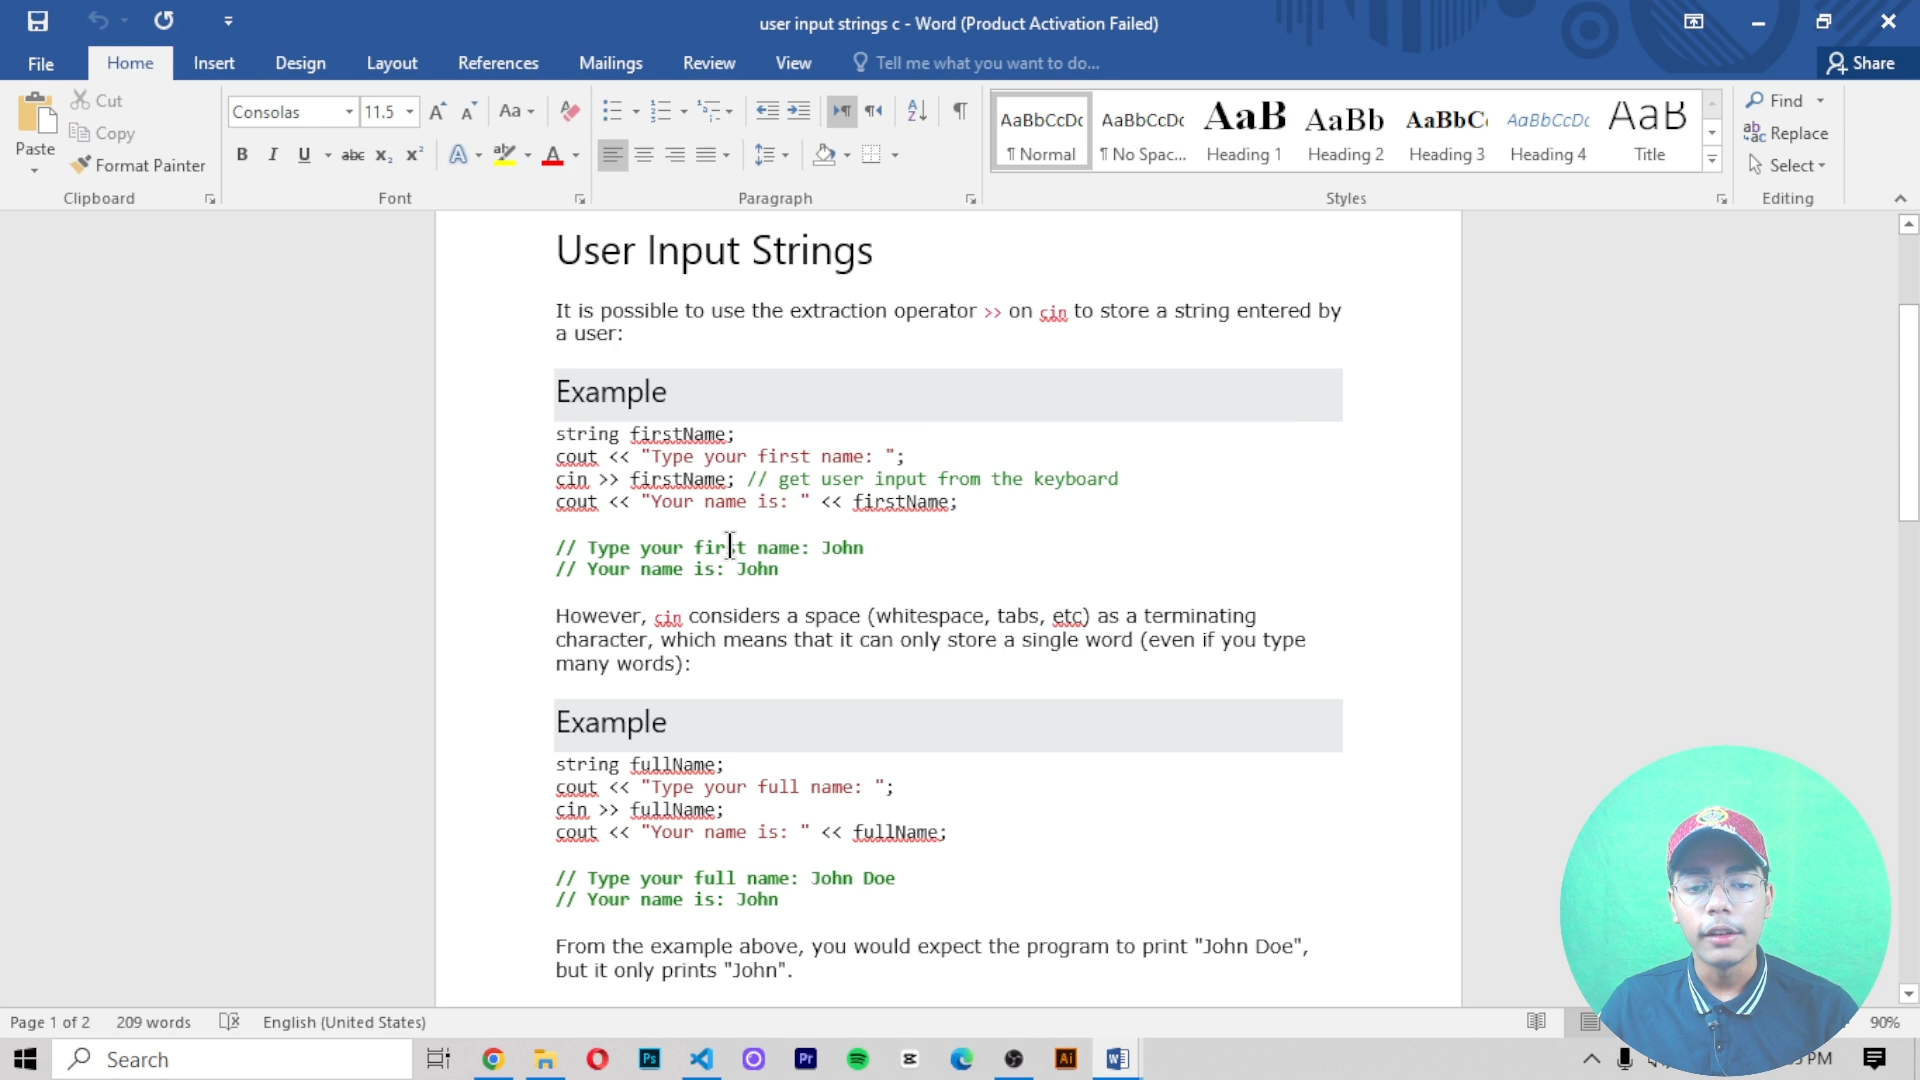 user input strings c - Word (Product Activation Failed)
File Home Insert Design Layout References Mailings Review View Tell me what you want to do... Share
Paste
Cut
Copy
Format Painter
Clipboard
Consolas 11.5
Font
Paragraph
AaBbCcDc AaBbCcDc AaB AaBb AaBbC AaBbCcDc AaB
¶ Normal ¶ No Spac... Heading 1 Heading 2 Heading 3 Heading 4 Title
Styles
Find
Replace
Select
Editing
User Input Strings
It is possible to use the extraction operator >> on cin to store a string entered by
a user:
Example
string firstName;
cout << "Type your first name: ";
cin >> firstName; // get user input from the keyboard
cout << "Your name is: " << firstName;
// Type your first name: John
// Your name is: John
However, cin considers a space (whitespace, tabs, etc) as a terminating
character, which means that it can only store a single word (even if you type
many words):
Example
string fullName;
cout << "Type your full name: ";
cin >> fullName;
cout << "Your name is: " << fullName;
// Type your full name: John Doe
// Your name is: John
From the example above, you would expect the program to print "John Doe",
but it only prints "John".
Page 1 of 2 209 words English (United States) 90%
Search PM